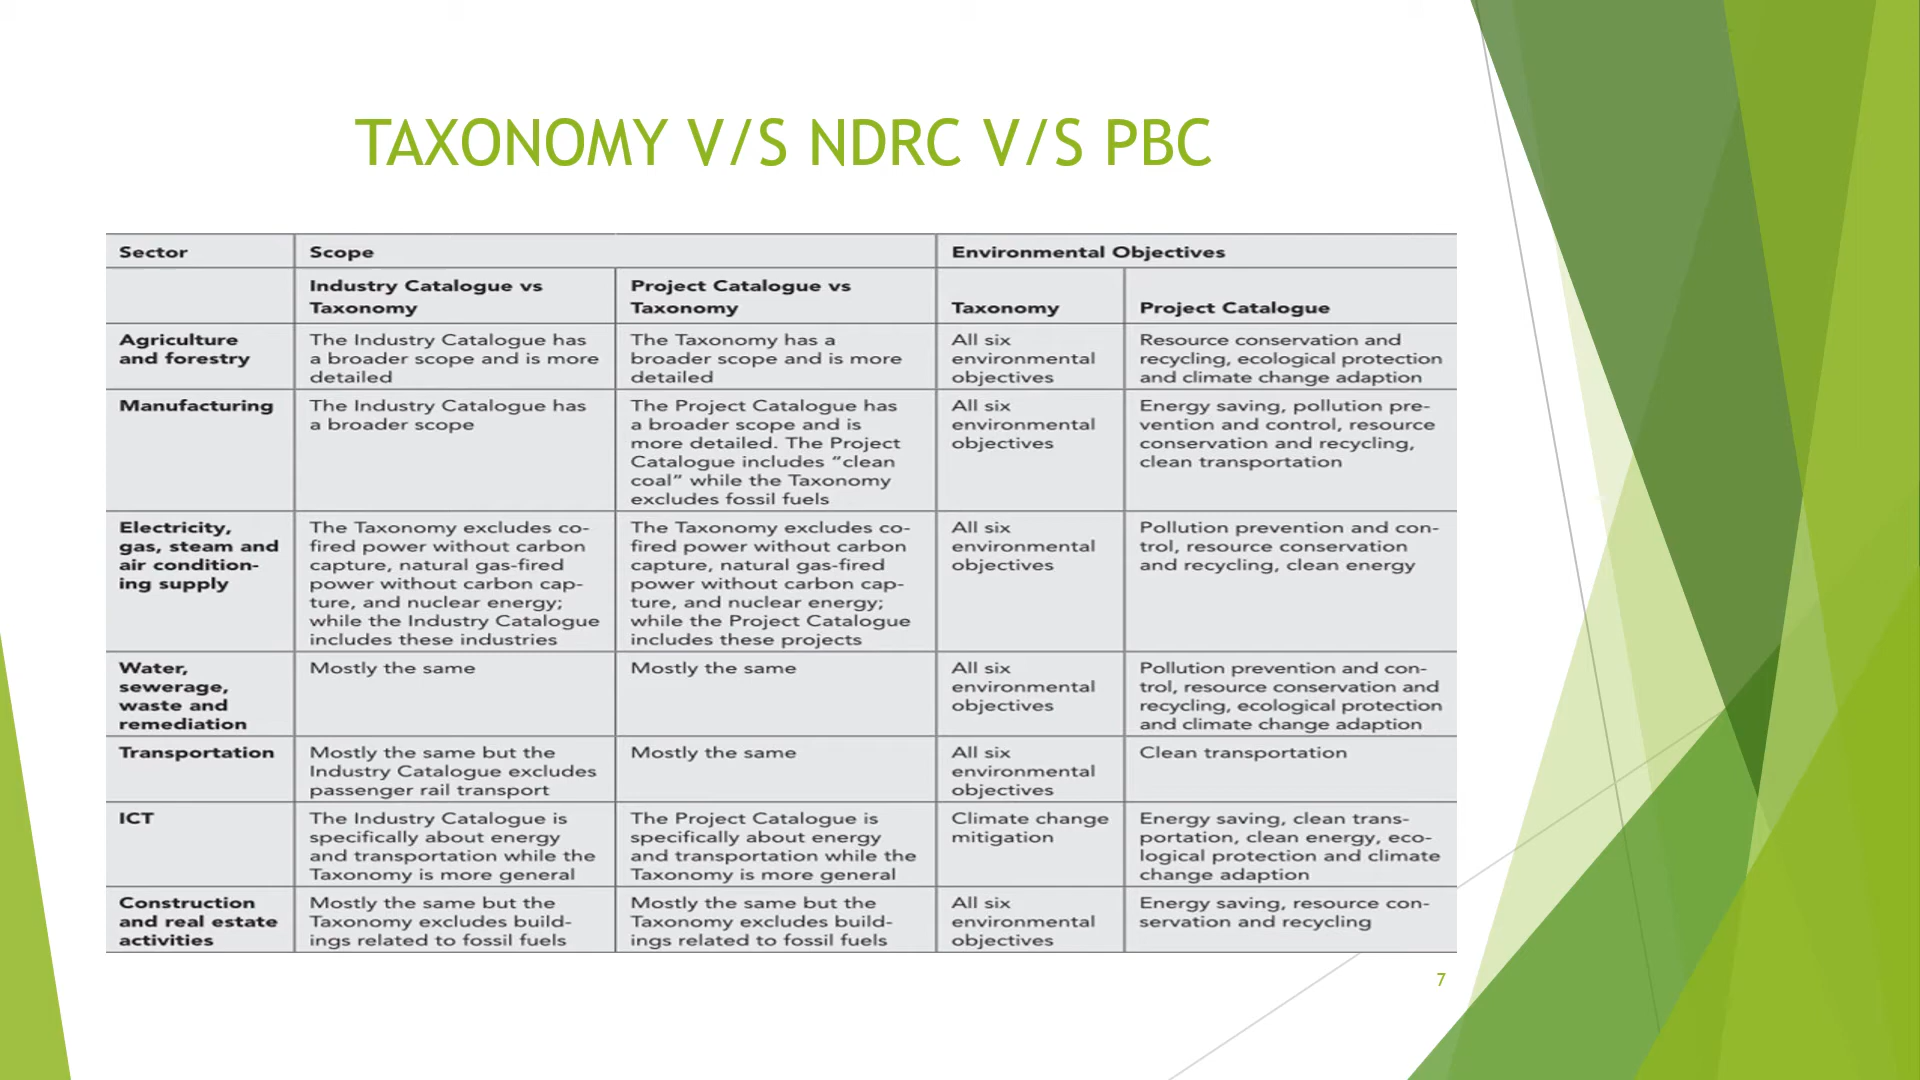 TAXONOMY V/S NDRC V/S PBC
Sector
Scope
Environmental Objectives
Industry Catalogue vs
Taxonomy
Project Catalogue vs
Taxonomy
Taxonomy
Project Catalogue
Agriculture
and forestry
The Industry Catalogue has
a broader scope and is more
detailed
The Taxonomy has a
broader scope and is more
detailed
All six
environmental
objectives
Resource conservation and
recycling, ecological protection
and climate change adaption
Manufacturing
The Industry Catalogue has
a broader scope
The Project Catalogue has
a broader scope and is
more detailed. The Project
Catalogue includes “clean
coal” while the Taxonomy
excludes fossil fuels
All six
environmental
objectives
Energy saving, pollution pre-
vention and control, resource
conservation and recycling,
clean transportation
Electricity,
gas, steam and
air condition-
ing supply
The Taxonomy excludes co-
fired power without carbon
capture, natural gas-fired
power without carbon cap-
ture, and nuclear energy;
while the Industry Catalogue
includes these industries
The Taxonomy excludes co-
fired power without carbon
capture, natural gas-fired
power without carbon cap-
ture, and nuclear energy;
while the Project Catalogue
includes these projects
All six
environmental
objectives
Pollution prevention and con-
trol, resource conservation
and recycling, clean energy
Water,
sewerage,
waste and
remediation
Mostly the same
Mostly the same
All six
environmental
objectives
Pollution prevention and con-
trol, resource conservation and
recycling, ecological protection
and climate change adaption
Transportation
Mostly the same but the
Industry Catalogue excludes
passenger rail transport
Mostly the same
All six
environmental
objectives
Clean transportation
ICT
The Industry Catalogue is
specifically about energy
and transportation while the
Taxonomy is more general
The Project Catalogue is
specifically about energy
and transportation while the
Taxonomy is more general
Climate change
mitigation
Energy saving, clean trans-
portation, clean energy, eco-
logical protection and climate
change adaption
Construction
and real estate
activities
Mostly the same but the
Taxonomy excludes build-
ings related to fossil fuels
Mostly the same but the
Taxonomy excludes build-
ings related to fossil fuels
All six
environmental
objectives
Energy saving, resource con-
servation and recycling
7